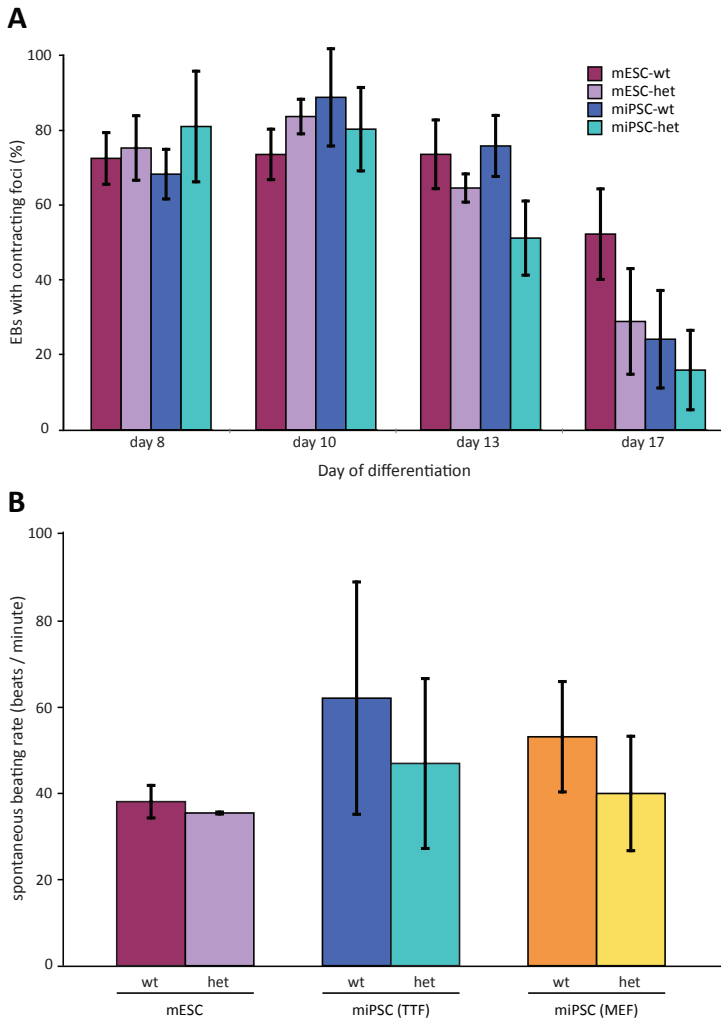 A
100
80
60
40
20
0
EBs with contracting foci (%)
mESC-wt
mESC-het
miPSC-wt
miPSC-het
day 8 day 10 day 13 day 17
Day of differentiation
B
100
80
60
40
20
0
spontaneous beating rate (beats / minute)
wt het wt het wt het
mESC miPSC (TTF) miPSC (MEF)